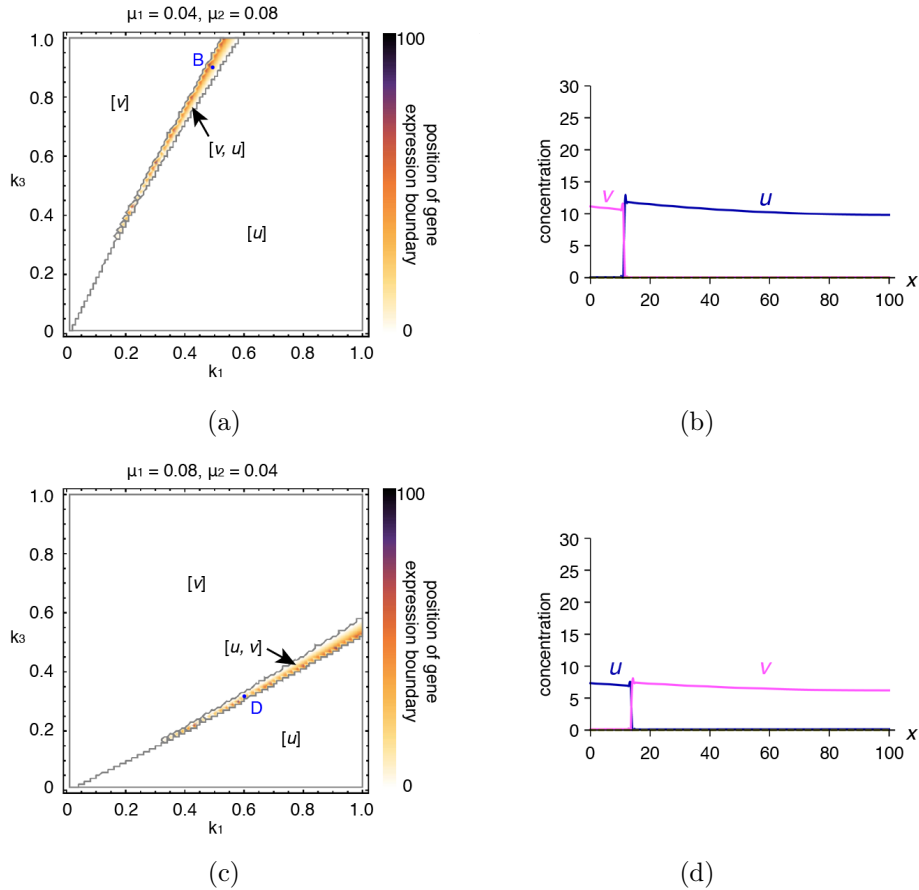 μ1 = 0.04, μ2 = 0.08
1.0
0.8
0.6
k3
0.4
0.2
0
0
0.2
0.4
0.6
0.8
1.0
k1
B
[v]
[v, u]
[u]
100
0
position of gene
expression boundary
(a)
30
25
20
15
10
5
0
concentration
v
u
0
20
40
60
80
100
x
(b)
μ1 = 0.08, μ2 = 0.04
1.0
0.8
0.6
k3
0.4
0.2
0
0
0.2
0.4
0.6
0.8
1.0
k1
[v]
[u, v]
D
[u]
100
0
position of gene
expression boundary
(c)
30
25
20
15
10
5
0
concentration
u
v
0
20
40
60
80
100
x
(d)